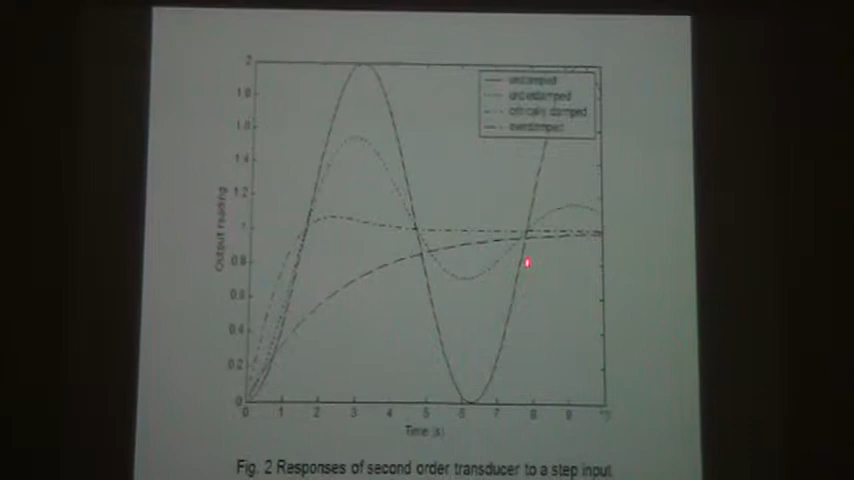 2
1.8
1.6
1.4
1.2
1
0.8
0.6
0.4
0.2
0
Output reading
undamped
underdamped
critically damped
overdamped
0 1 2 3 4 5 6 7 8 9 10
Time (s)
Fig. 2 Responses of second order transducer to a step input